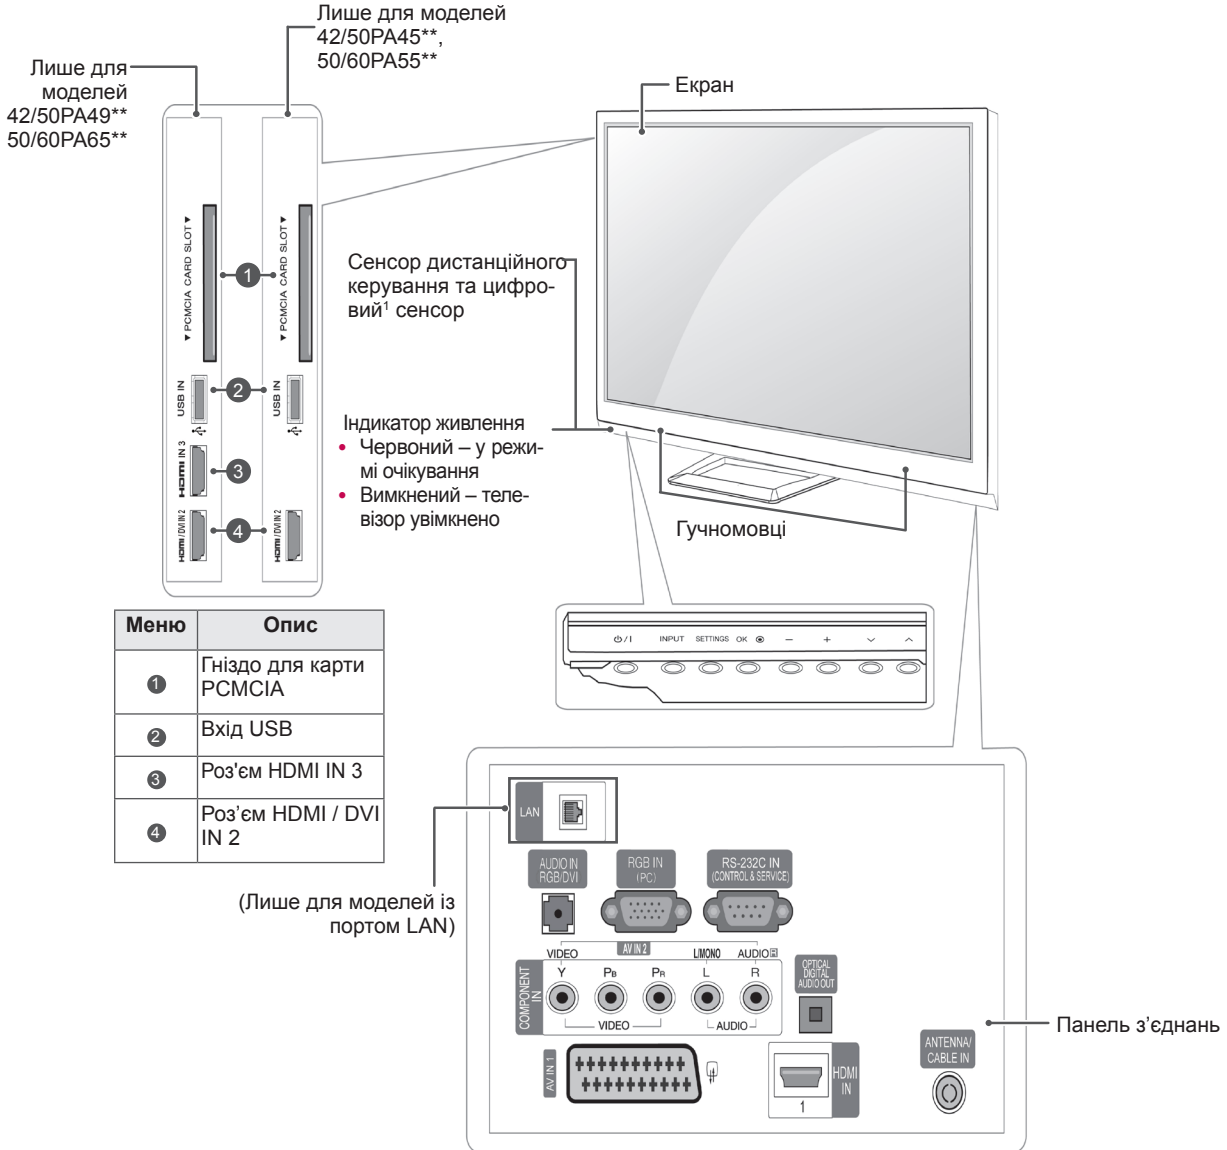 Лише для моделей
42/50PA45**,
50/60PA55**
Лише для
моделей
42/50PA49**
50/60PA65**
Екран
▼ PCMCIA CARD SLOT ▼
▼ PCMCIA CARD SLOT ▼
1
Сенсор дистанційного
керування та цифро-
вий¹ сенсор
USB IN
2
USB IN
Індикатор живлення
• Червоний – у режи-
мі очікування
• Вимкнений – теле-
візор увімкнено
HDMI IN 3
3
HDMI / DVI IN 2
4
HDMI / DVI IN 2
Гучномовці
Меню Опис
1 Гніздо для карти
PCMCIA
2 Вхід USB
3 Роз'єм HDMI IN 3
4 Роз’єм HDMI / DVI
IN 2
⏻/I INPUT SETTINGS OK ⦿ − +
LAN
(Лише для моделей із
портом LAN)
AUDIO IN
RGB/DVI
RGB IN
(PC)
RS-232C IN
(CONTROL & SERVICE)
AV IN 2
VIDEO L/MONO AUDIO
COMPONENT
IN
Y PB PR L R
VIDEO AUDIO
OPTICAL
DIGITAL
AUDIO OUT
AV IN 1
HDMI
IN
1
ANTENNA/
CABLE IN
Панель з’єднань